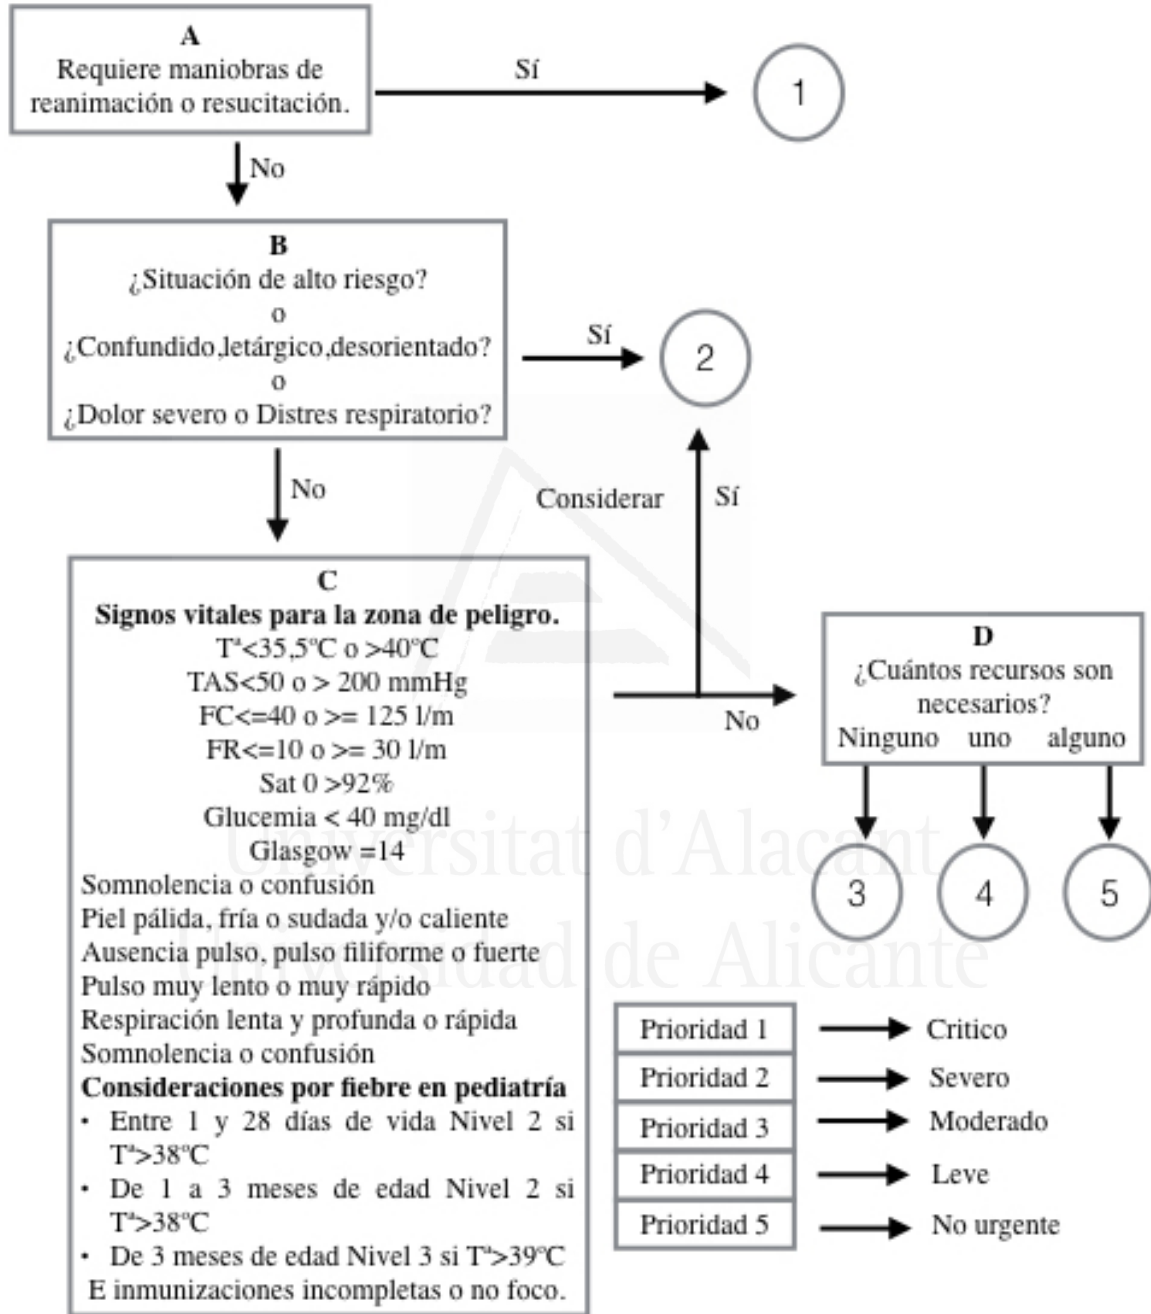 A
Requiere maniobras de
reanimación o resucitación.
Sí
1
No
B
¿Situación de alto riesgo?
o
¿Confundido,letárgico,desorientado?
o
¿Dolor severo o Distres respiratorio?
Sí
2
No
Considerar
Sí
C
Signos vitales para la zona de peligro.
Tª<35,5ºC o >40ºC
TAS<50 o > 200 mmHg
FC<=40 o >= 125 l/m
FR<=10 o >= 30 l/m
Sat 0 >92%
Glucemia < 40 mg/dl
Glasgow =14
Somnolencia o confusión
Piel pálida, fría o sudada y/o caliente
Ausencia pulso, pulso filiforme o fuerte
Pulso muy lento o muy rápido
Respiración lenta y profunda o rápida
Somnolencia o confusión
Consideraciones por fiebre en pediatría
• Entre 1 y 28 días de vida Nivel 2 si
Tª>38ºC
• De 1 a 3 meses de edad Nivel 2 si
Tª>38ºC
• De 3 meses de edad Nivel 3 si Tª>39ºC
E inmunizaciones incompletas o no foco.
No
D
¿Cuántos recursos son
necesarios?
Ninguno uno alguno
3 4 5
Prioridad 1 Critico
Prioridad 2 Severo
Prioridad 3 Moderado
Prioridad 4 Leve
Prioridad 5 No urgente
Universitat d'Alacant
Universidad de Alicante